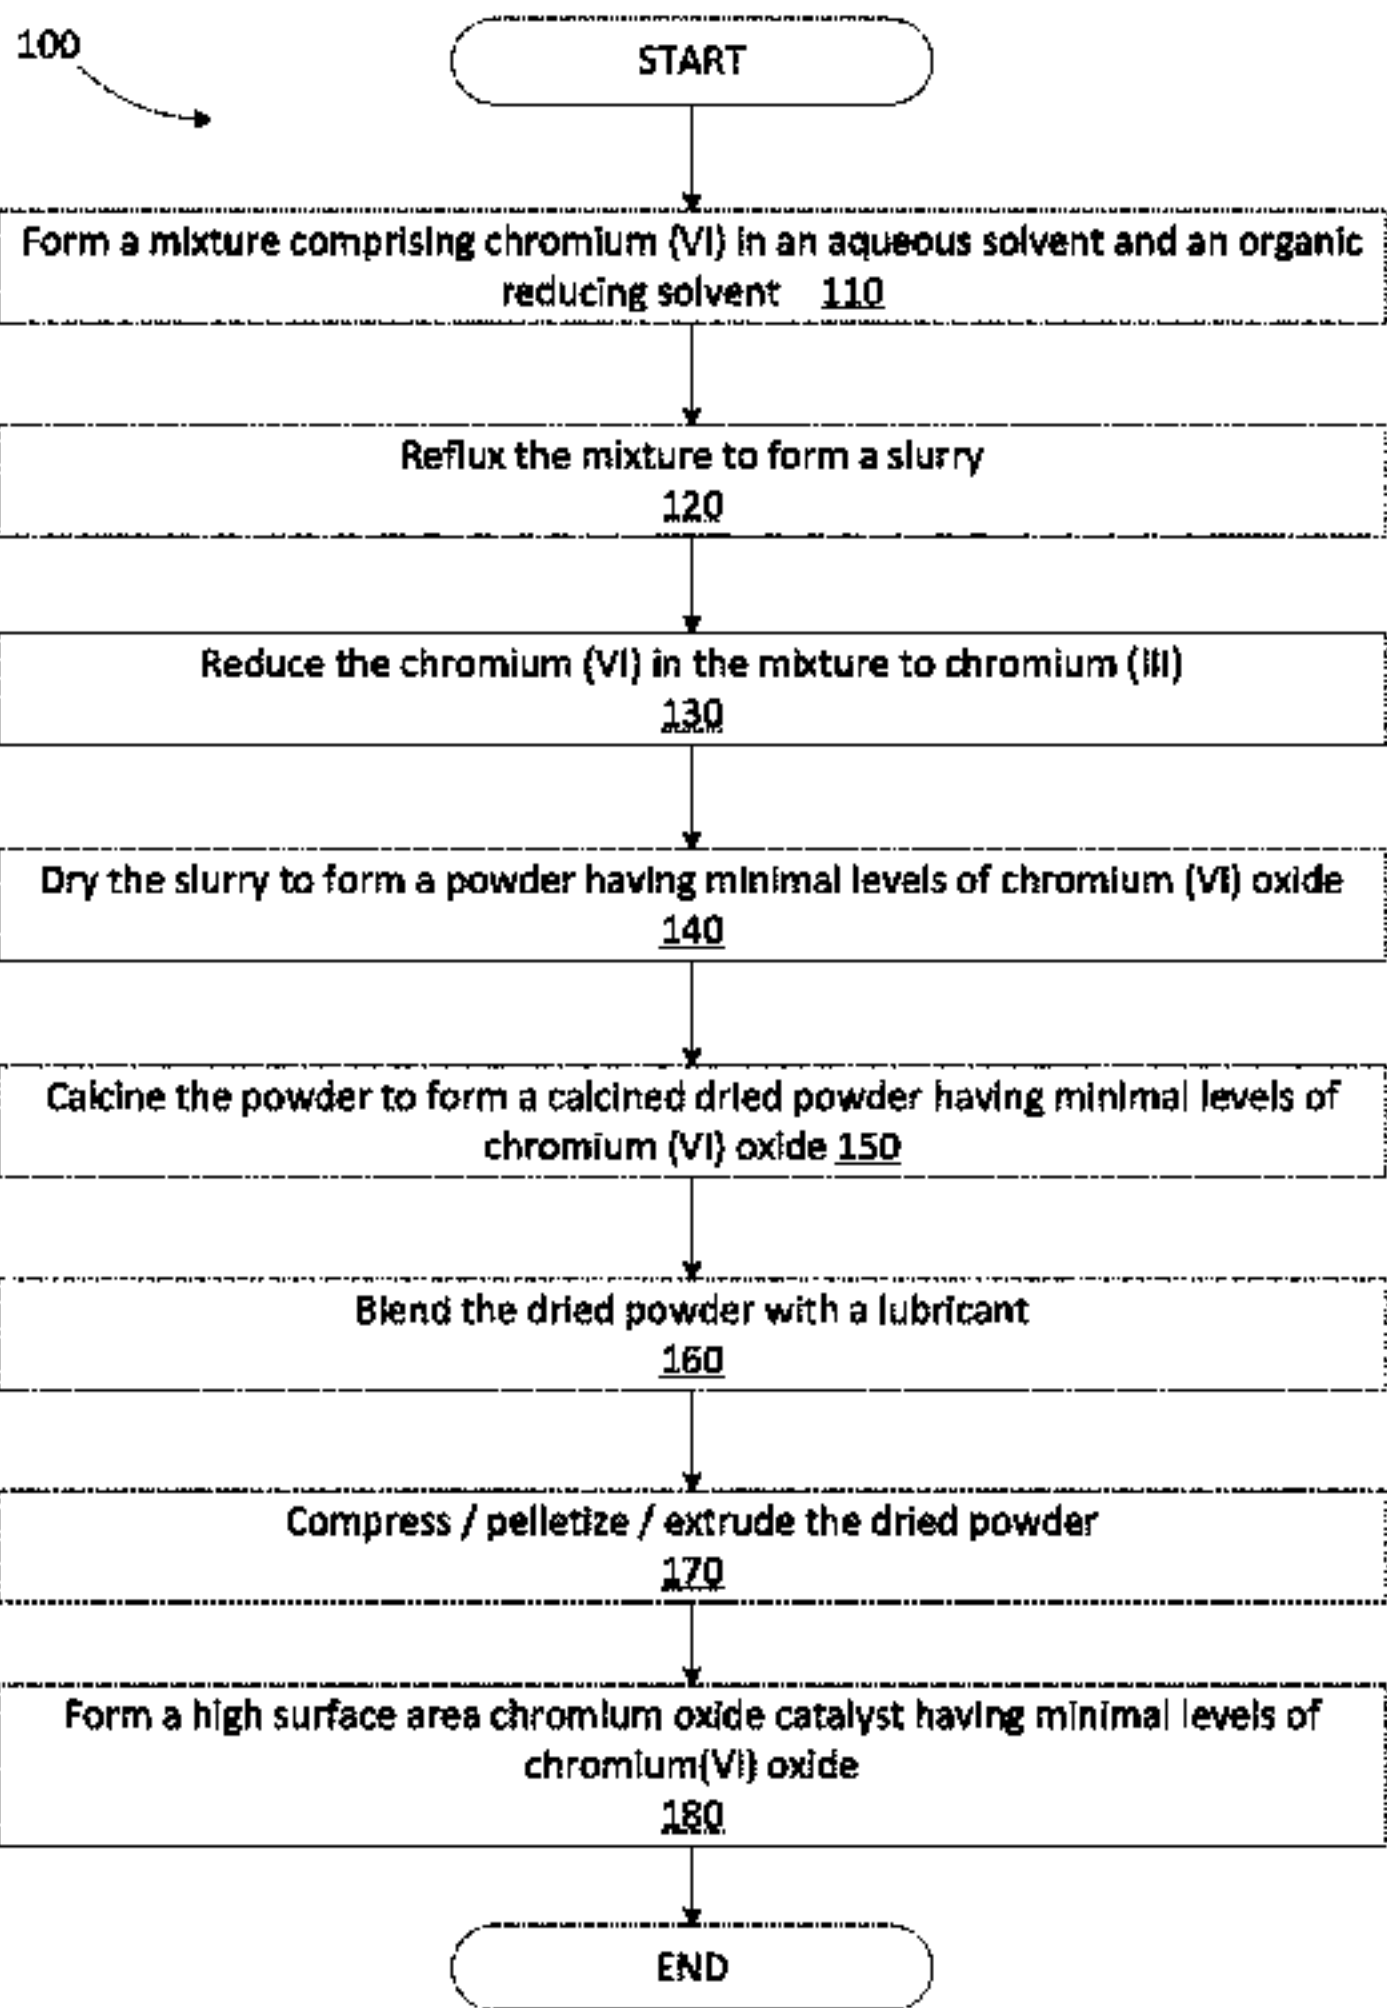 100
START
Form a mixture comprising chromium (VI) in an aqueous solvent and an organic
reducing solvent 110
Reflux the mixture to form a slurry
120
Reduce the chromium (VI) in the mixture to chromium (III)
130
Dry the slurry to form a powder having minimal levels of chromium (VI) oxide
140
Calcine the powder to form a calcined dried powder having minimal levels of
chromium (VI) oxide 150
Blend the dried powder with a lubricant
160
Compress / pelletize / extrude the dried powder
170
Form a high surface area chromium oxide catalyst having minimal levels of
chromium(VI) oxide
180
END